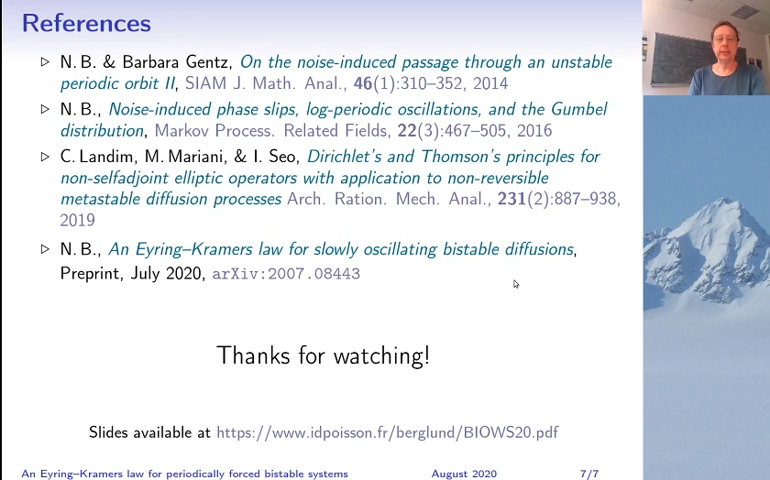 References
▷ N. B. & Barbara Gentz, On the noise-induced passage through an unstable
periodic orbit II, SIAM J. Math. Anal., 46(1):310–352, 2014
▷ N. B., Noise-induced phase slips, log-periodic oscillations, and the Gumbel
distribution, Markov Process. Related Fields, 22(3):467–505, 2016
▷ C. Landim, M. Mariani, & I. Seo, Dirichlet's and Thomson's principles for
non-selfadjoint elliptic operators with application to non-reversible
metastable diffusion processes Arch. Ration. Mech. Anal., 231(2):887–938,
2019
▷ N. B., An Eyring–Kramers law for slowly oscillating bistable diffusions,
Preprint, July 2020, arXiv:2007.08443
Thanks for watching!
Slides available at https://www.idpoisson.fr/berglund/BIOWS20.pdf
An Eyring–Kramers law for periodically forced bistable systems August 2020 7/7